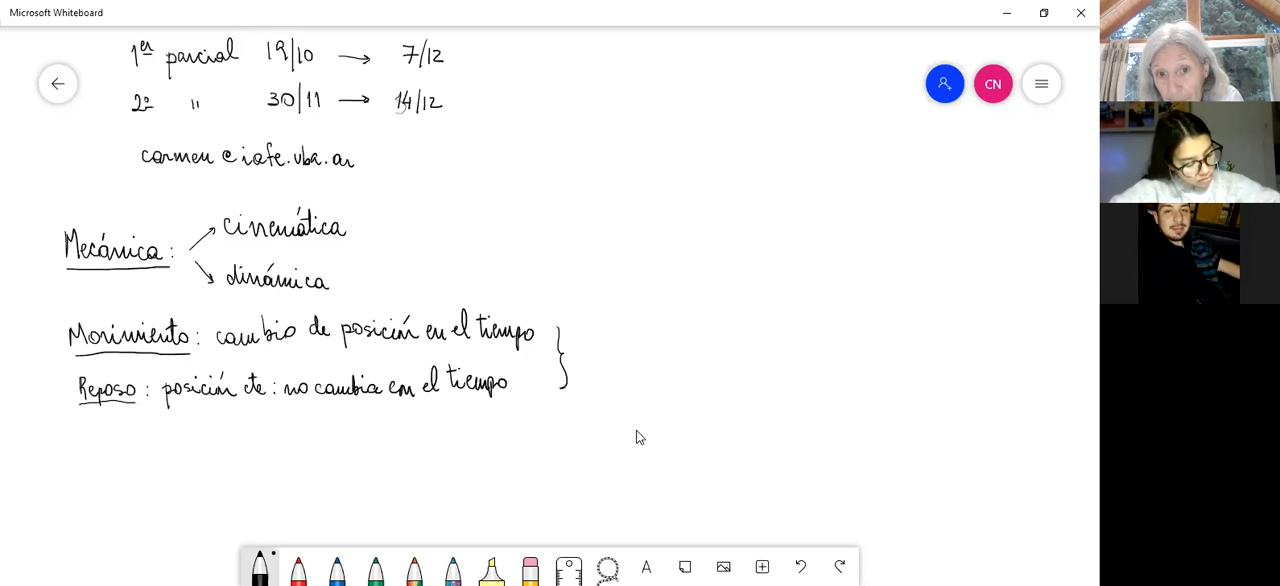 Microsoft Whiteboard
1er parcial 19/10 → 7/12
2o " 30/11 → 14/12
CN
carmen@iafe.uba.ar
Mecánica: cinemática
dinámica
Movimiento: cambio de posición en el tiempo
Reposo: posición cte: no cambia con el tiempo